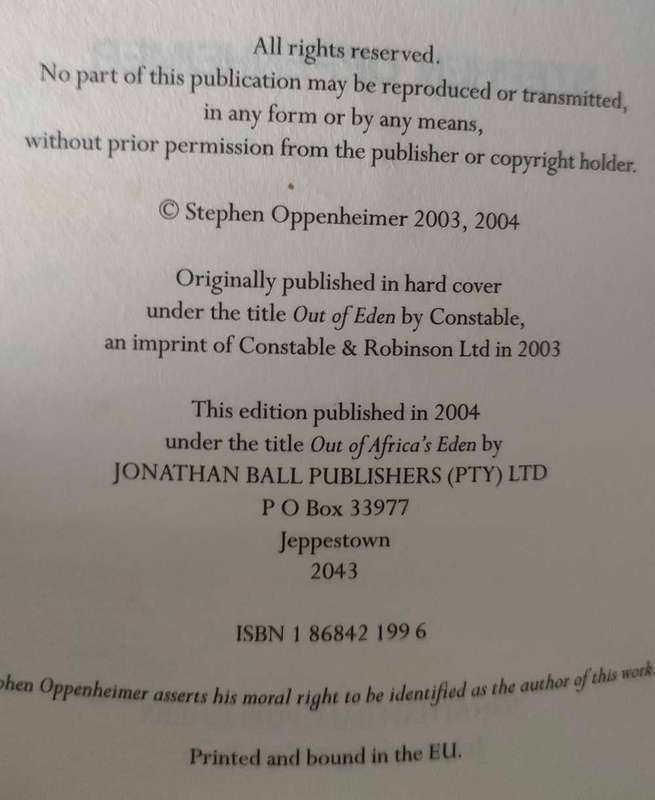 All rights reserved.
No part of this publication may be reproduced or transmitted,
in any form or by any means,
without prior permission from the publisher or copyright holder.
© Stephen Oppenheimer 2003, 2004
Originally published in hard cover
under the title Out of Eden by Constable,
an imprint of Constable & Robinson Ltd in 2003
This edition published in 2004
under the title Out of Africa's Eden by
JONATHAN BALL PUBLISHERS (PTY) LTD
P O Box 33977
Jeppestown
2043
ISBN 1 86842 199 6
phen Oppenheimer asserts his moral right to be identified as the author of this work.
Printed and bound in the EU.